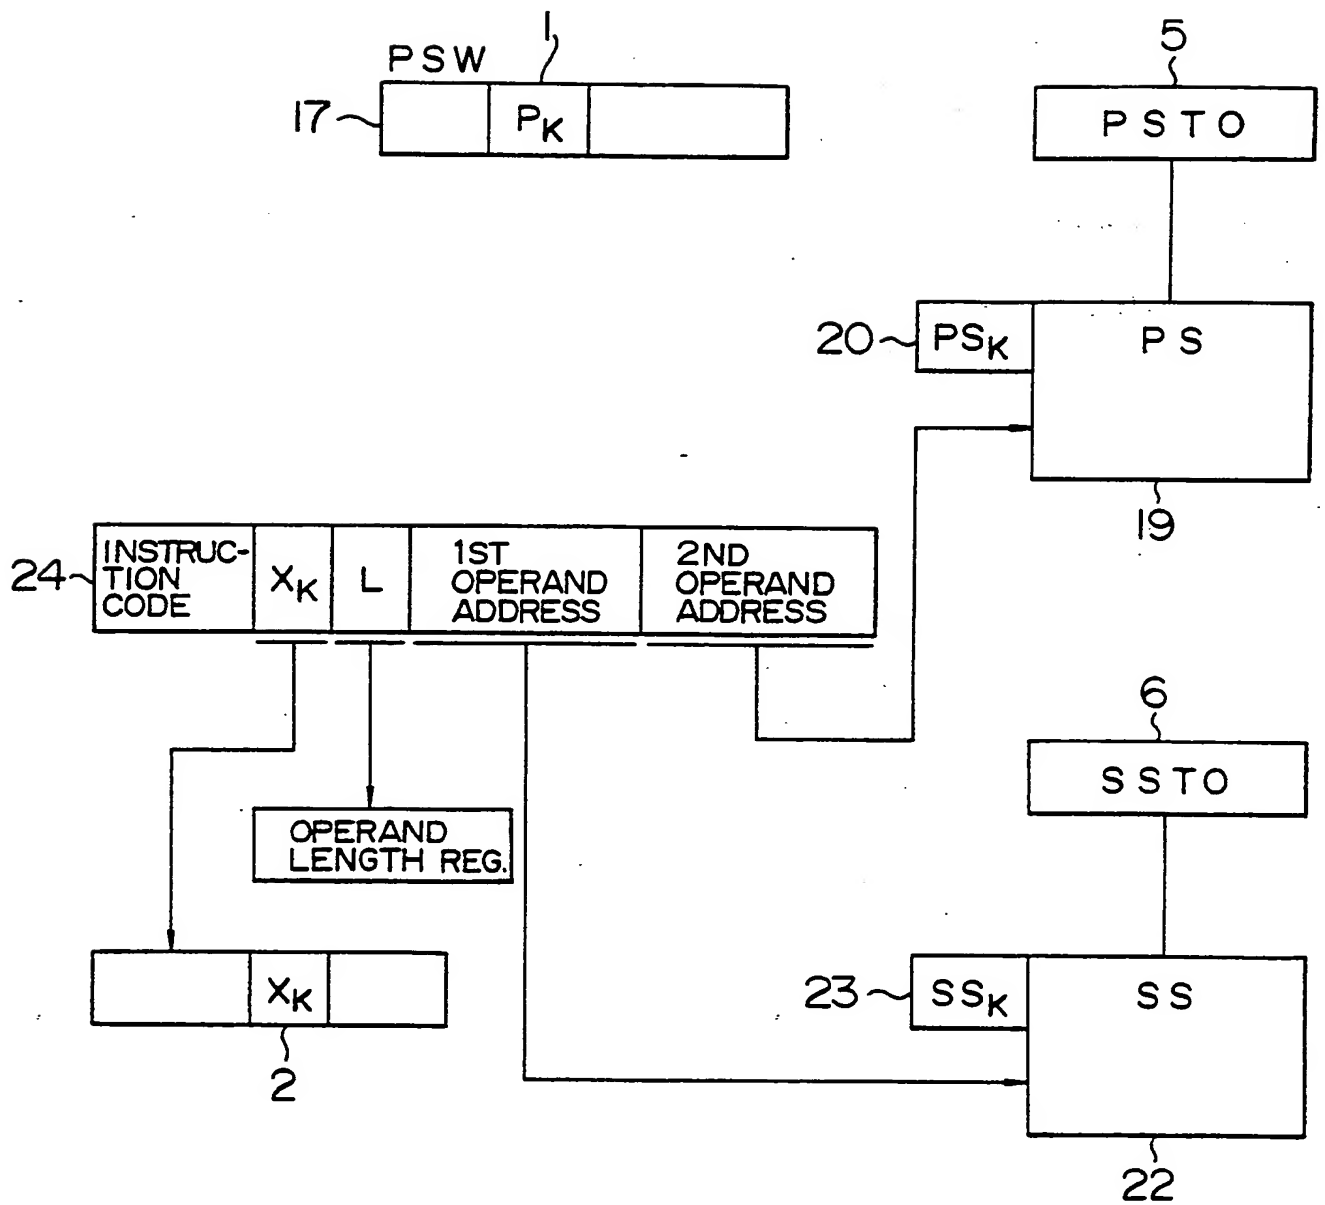 1
5
PSW
17
PK
PSTO
20
PSK
PS
19
24
INSTRUC-
TION
CODE
XK
L
1ST
OPERAND
ADDRESS
2ND
OPERAND
ADDRESS
6
SSTO
OPERAND
LENGTH REG.
XK
2
23
SSK
SS
22